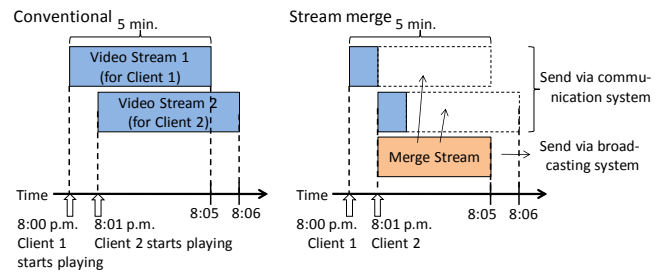 Conventional
5 min.
Video Stream 1
(for Client 1)
Video Stream 2
(for Client 2)
Time
8:05
8:06
8:00 p.m.
Client 1
starts playing
8:01 p.m.
Client 2 starts playing
Stream merge
5 min.
Send via commu-
nication system
Merge Stream
Send via broad-
casting system
Time
8:05
8:06
8:00 p.m.
Client 1
8:01 p.m.
Client 2